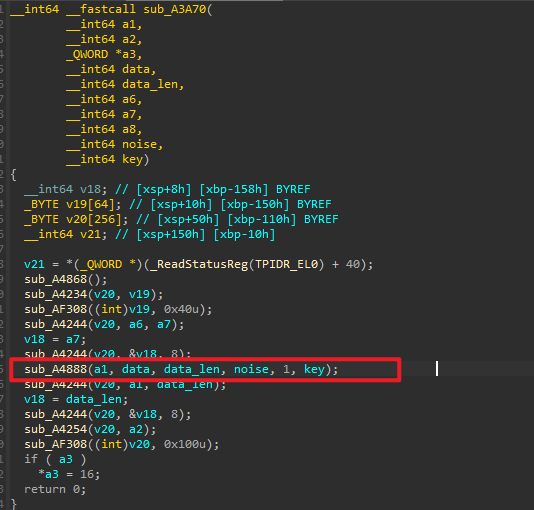 __int64 __fastcall sub_A3A70(
__int64 a1,
__int64 a2,
_QWORD *a3,
__int64 data,
__int64 data_len,
__int64 a6,
__int64 a7,
__int64 a8,
__int64 noise,
__int64 key)
{
__int64 v18; // [xsp+8h] [xbp-158h] BYREF
_BYTE v19[64]; // [xsp+10h] [xbp-150h] BYREF
_BYTE v20[256]; // [xsp+50h] [xbp-110h] BYREF
__int64 v21; // [xsp+150h] [xbp-10h]
v21 = *(_QWORD *)(_ReadStatusReg(TPIDR_EL0) + 40);
sub_A4868();
sub_A4234(v20, v19);
sub_AF308((int)v19, 0x40u);
sub_A4244(v20, a6, a7);
v18 = a7;
sub_A4244(v20, &v18, 8);
sub_A4888(a1, data, data_len, noise, 1, key);
sub_A4244(v20, a1, data_len);
v18 = data_len;
sub_A4244(v20, &v18, 8);
sub_A4254(v20, a2);
sub_AF308((int)v20, 0x100u);
if ( a3 )
*a3 = 16;
return 0;
}